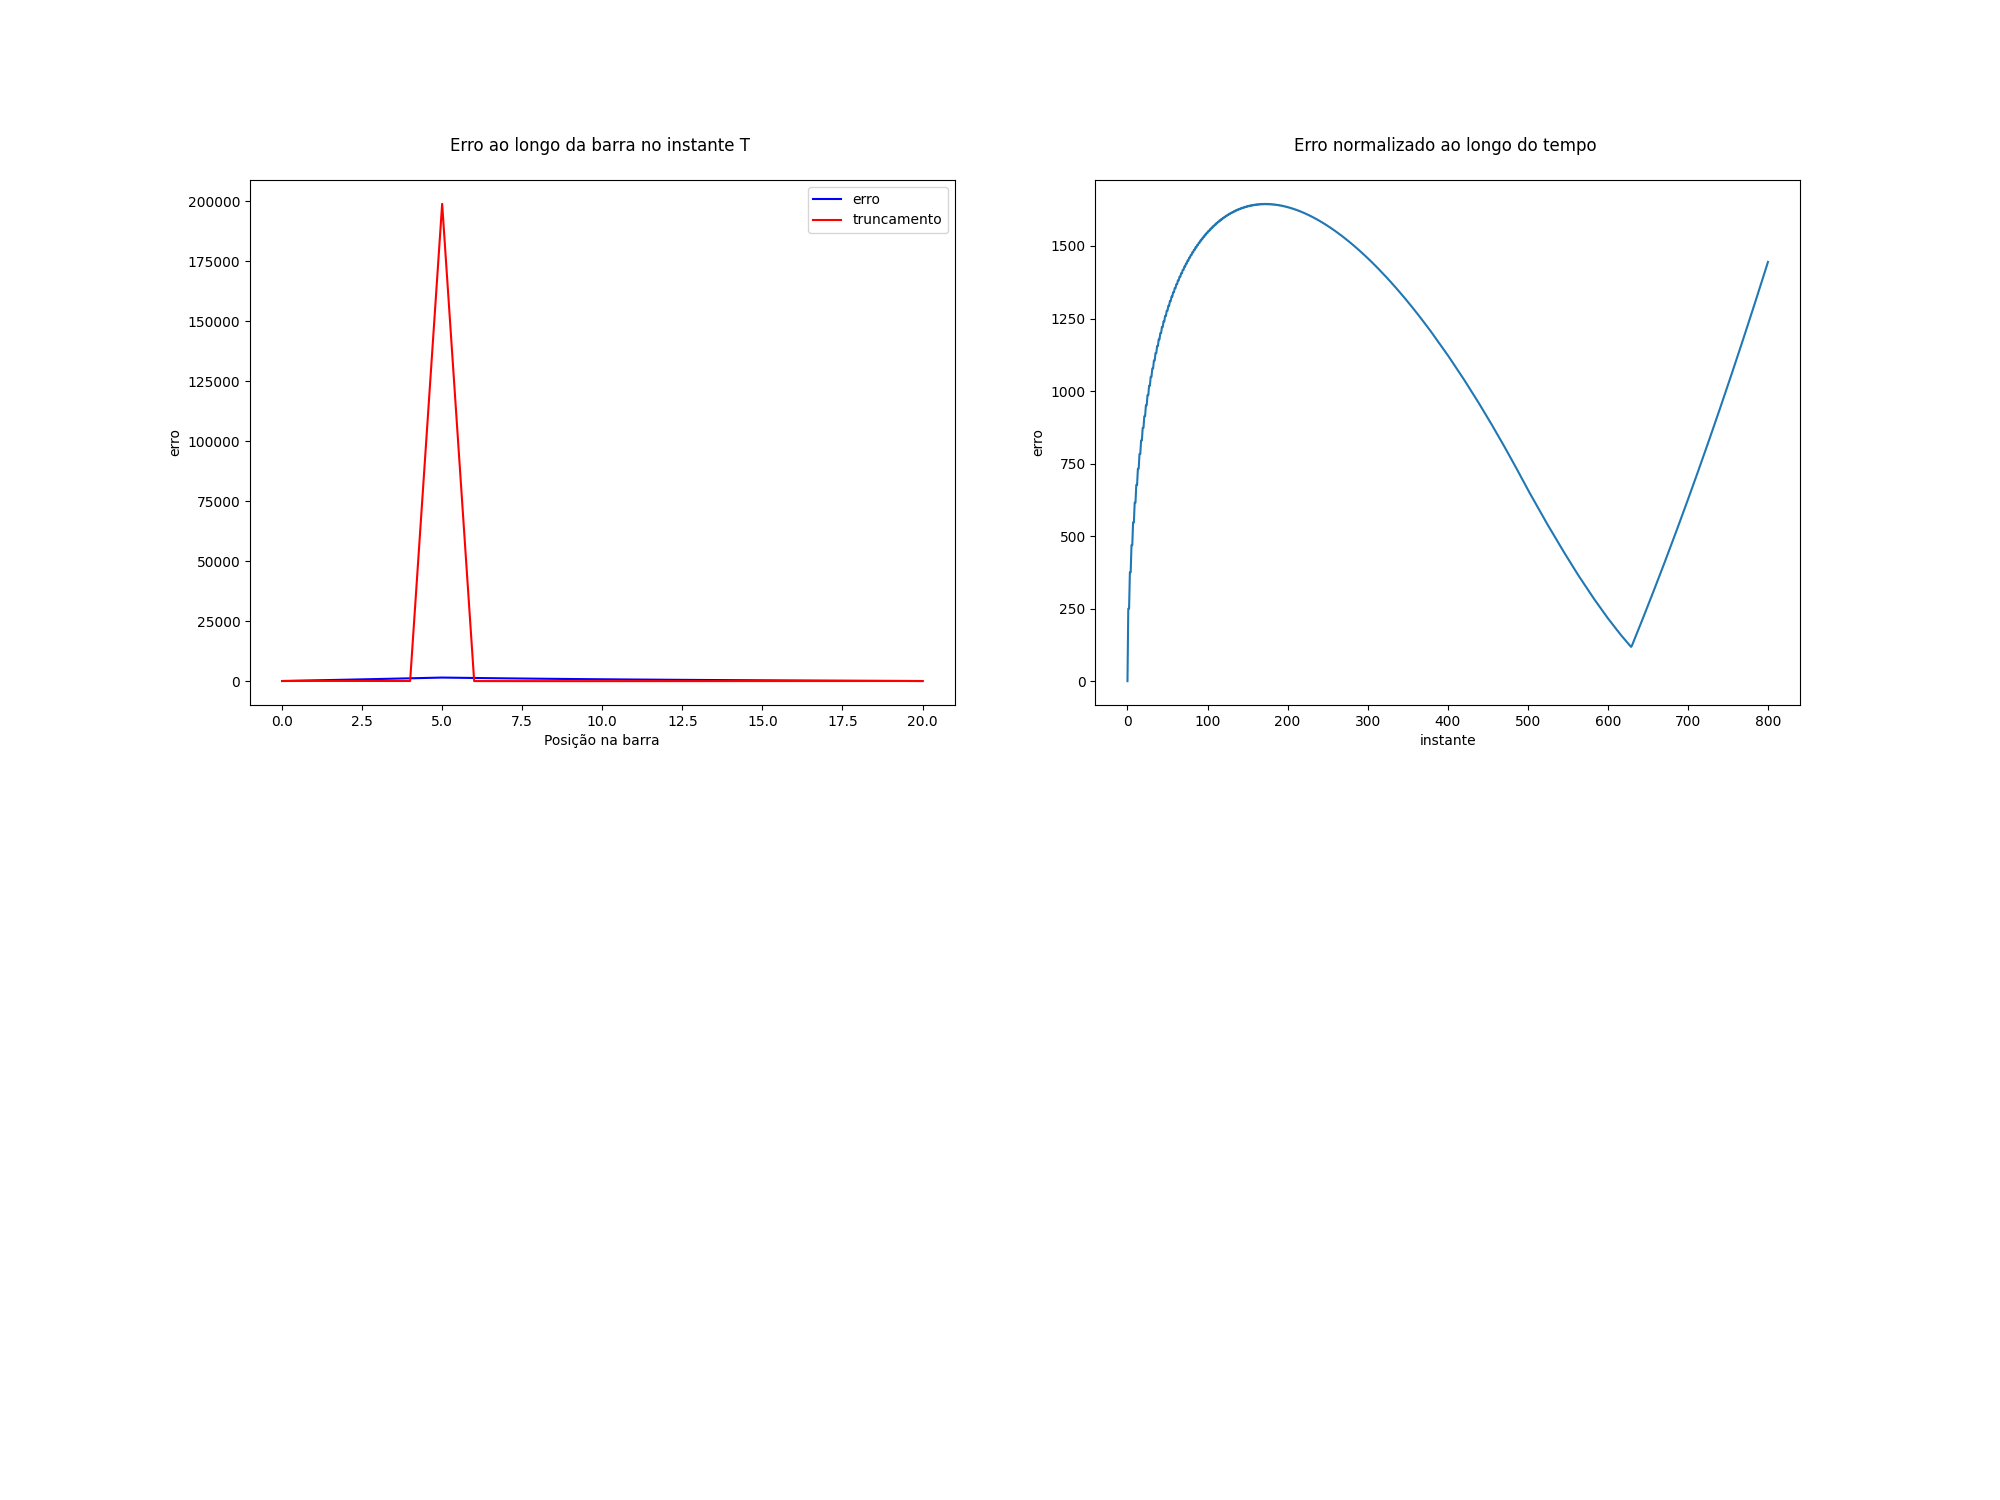 Erro ao longo da barra no instante T
erro
truncamento
200000
175000
150000
125000
100000
75000
50000
25000
0
erro
0.0 2.5 5.0 7.5 10.0 12.5 15.0 17.5 20.0
Posição na barra
Erro normalizado ao longo do tempo
1500
1250
1000
750
500
250
0
erro
0 100 200 300 400 500 600 700 800
instante